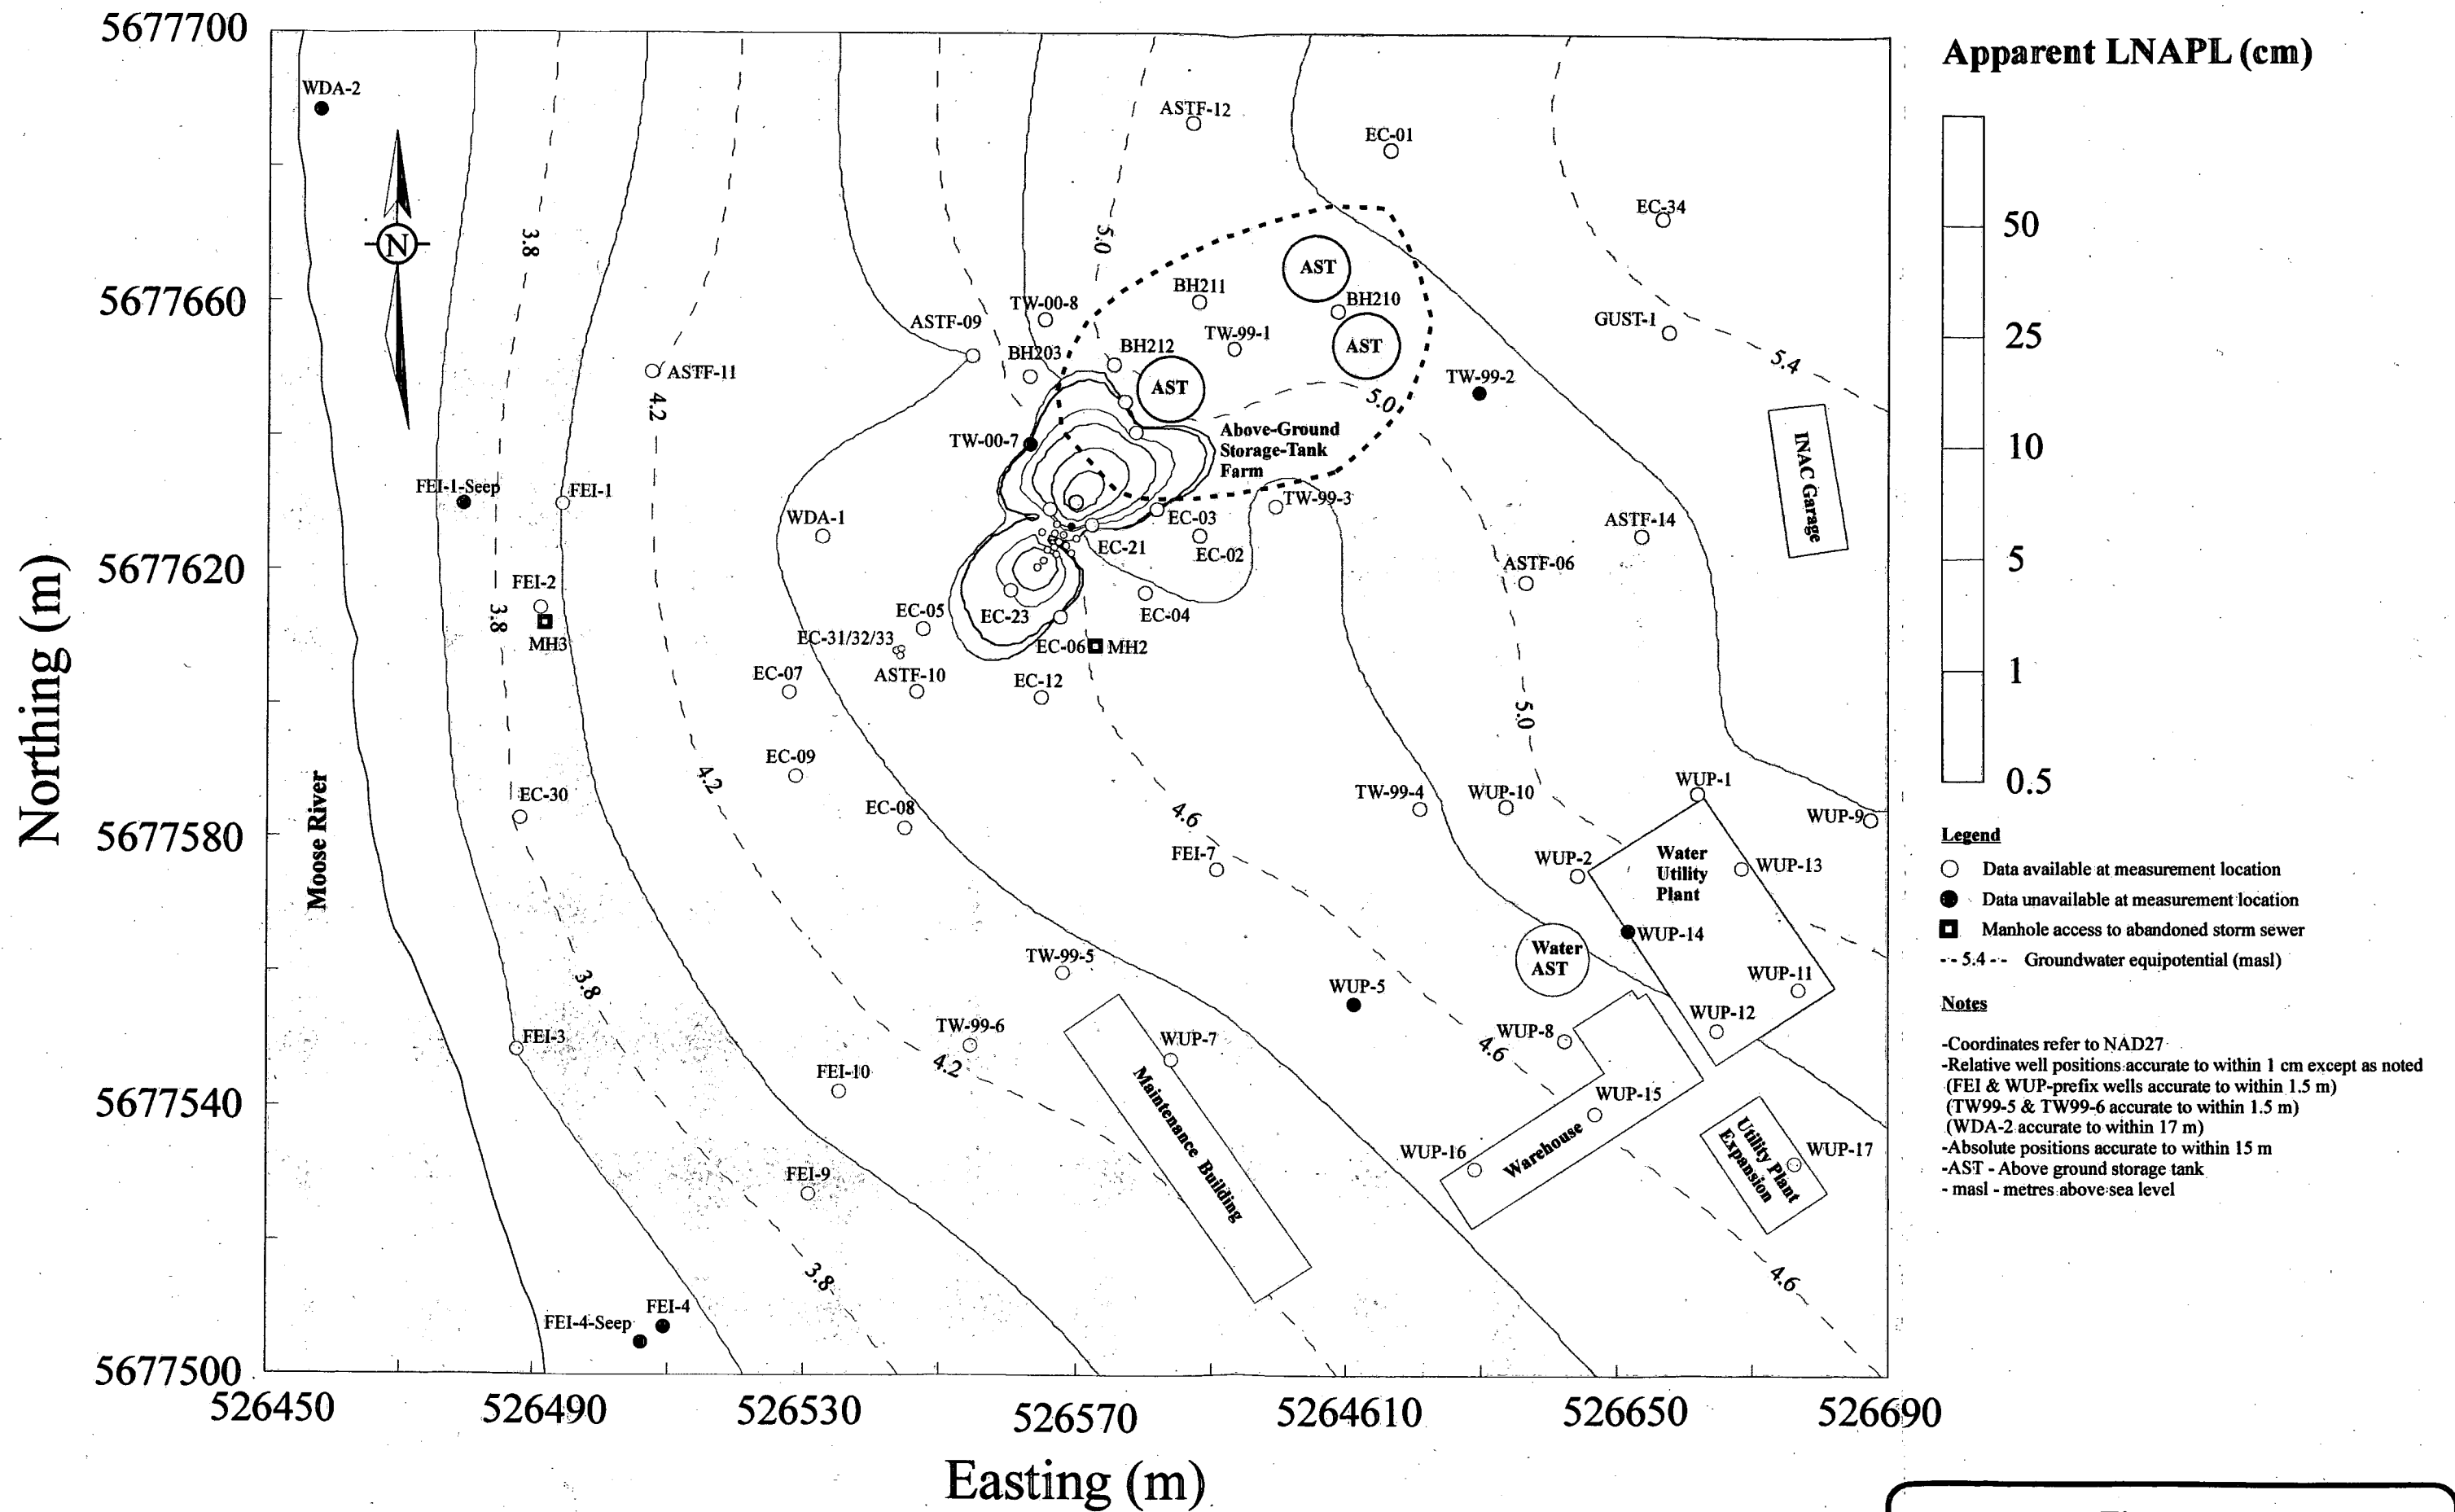 5677700
5677660
5677620
5677580
5677540
5677500
Northing (m)
526450
526490
526530
526570
5264610
526650
526690
Easting (m)
WDA-2
N
3.8
5.0
ASTF-12
EC-01
EC-34
AST
BH211
BH210
TW-00-8
ASTF-09
TW-99-1
AST
GUST-1
BH203
BH212
5.4
ASTF-11
AST
TW-99-2
4.2
5.0
TW-00-7
Above-Ground
Storage-Tank
Farm
INAC Garage
FEI-1-Seep
FEI-1
TW-99-3
WDA-1
EC-03
ASTF-14
EC-21
EC-02
ASTF-06
FEI-2
3.8
EC-05
EC-23
EC-04
MH3
EC-31/32/33
EC-06
MH2
EC-07
ASTF-10
EC-12
5.0
EC-09
4.2
Moose River
EC-30
EC-08
4.6
TW-99-4
WUP-10
WUP-1
WUP-9
FEI-7
WUP-2
Water
Utility
Plant
WUP-13
WUP-14
TW-99-5
Water
AST
3.8
WUP-5
WUP-11
WUP-12
FEI-3
TW-99-6
WUP-7
WUP-8
4.2
4.6
FEI-10
Maintenance Building
WUP-15
Warehouse
WUP-16
Utility Plant
Expansion
WUP-17
FEI-9
3.8
4.6
FEI-4
FEI-4-Seep
Apparent LNAPL (cm)
50
25
10
5
1
0.5
Legend
Data available at measurement location
Data unavailable at measurement location
Manhole access to abandoned storm sewer
- - 5.4 - - Groundwater equipotential (masl)
Notes
-Coordinates refer to NAD27
-Relative well positions accurate to within 1 cm except as noted
(FEI & WUP-prefix wells accurate to within 1.5 m)
(TW99-5 & TW99-6 accurate to within 1.5 m)
(WDA-2 accurate to within 17 m)
-Absolute positions accurate to within 15 m
-AST - Above ground storage tank
- masl - metres above sea level